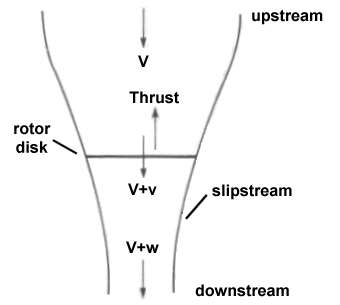 upstream
V
Thrust
rotor
disk
V+v
slipstream
V+w
downstream